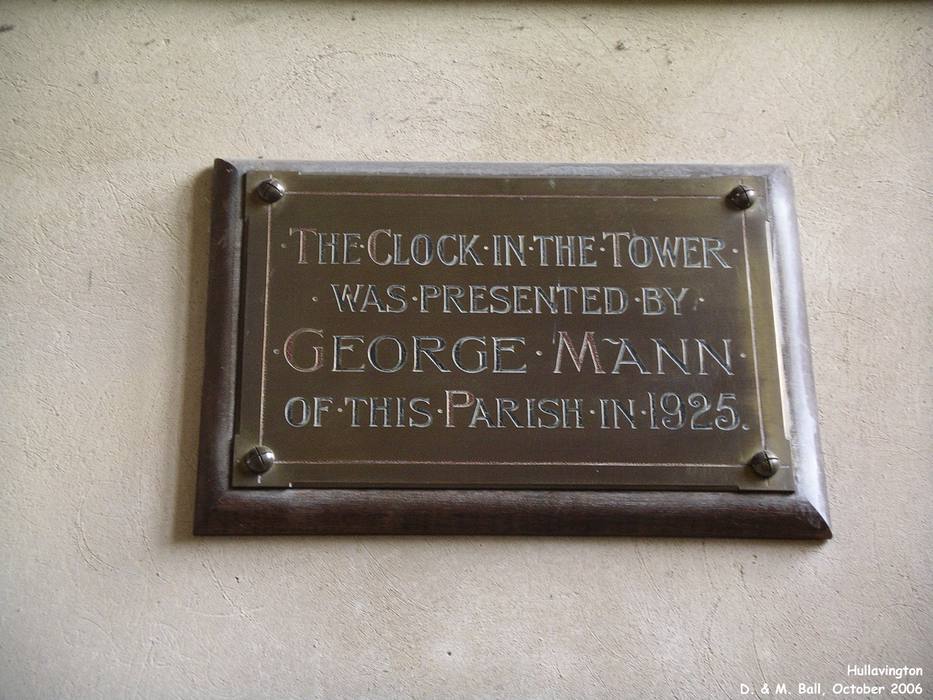 THE·CLOCK·IN·THE·TOWER·
·WAS·PRESENTED·BY·
·GEORGE·MANN·
OF·THIS·PARISH·IN·1925.
Hullavington
D. & M. Ball, October 2006